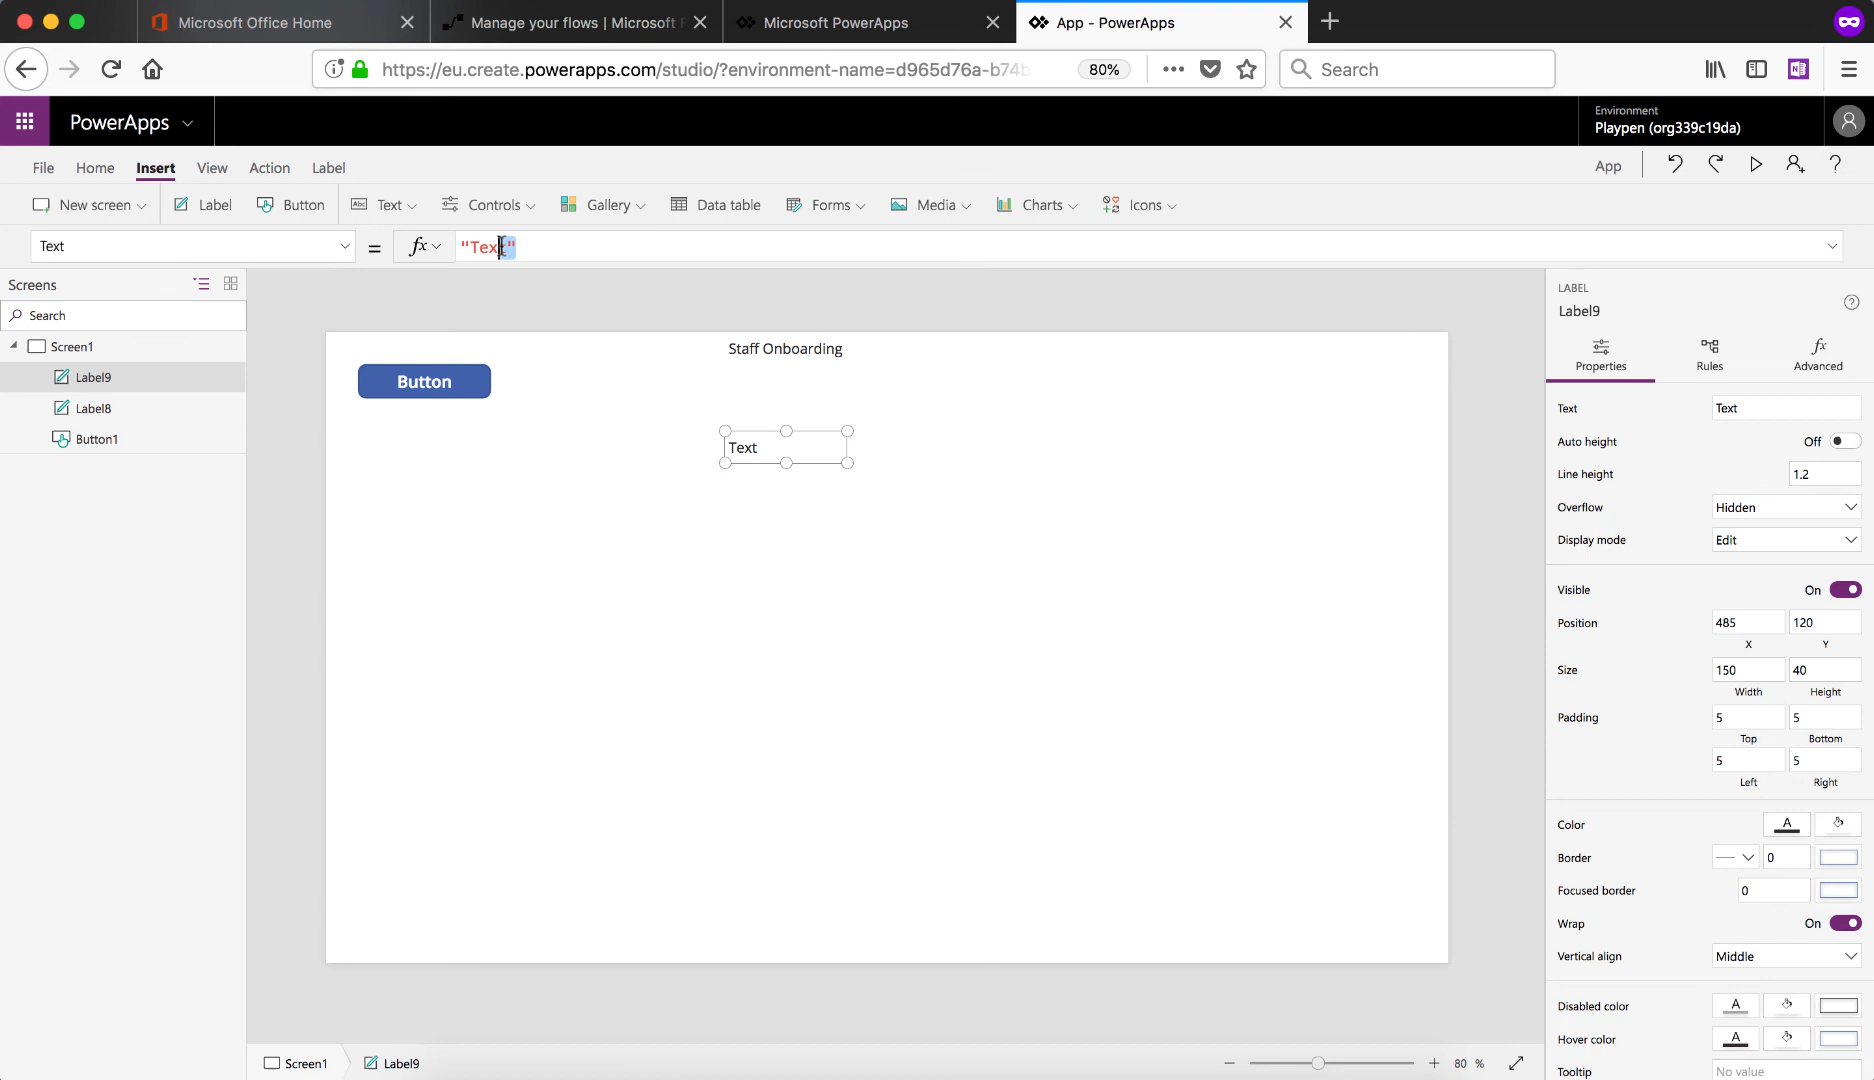 Microsoft Office Home
Manage your flows | Microsoft F
Microsoft PowerApps
App - PowerApps
https://eu.create.powerapps.com/studio/?environment-name=d965d76a-b74b
80%
Search
PowerApps
Environment
Playpen (org339c19da)
File Home Insert View Action Label
App
New screen Label Button Text Controls Gallery Data table Forms Media Charts Icons
Text = fx "Text"
Screens
Search
Screen1
Label9
Label8
Button1
Staff Onboarding
Button
Text
LABEL
Label9
Properties Rules Advanced
Text Text
Auto height Off
Line height 1.2
Overflow Hidden
Display mode Edit
Visible On
Position 485 120
X Y
Size 150 40
Width Height
Padding 5 5
Top Bottom
5 5
Left Right
Color
Border 0
Focused border 0
Wrap On
Vertical align Middle
Disabled color
Hover color
Tooltip No value
Screen1 Label9
80 %